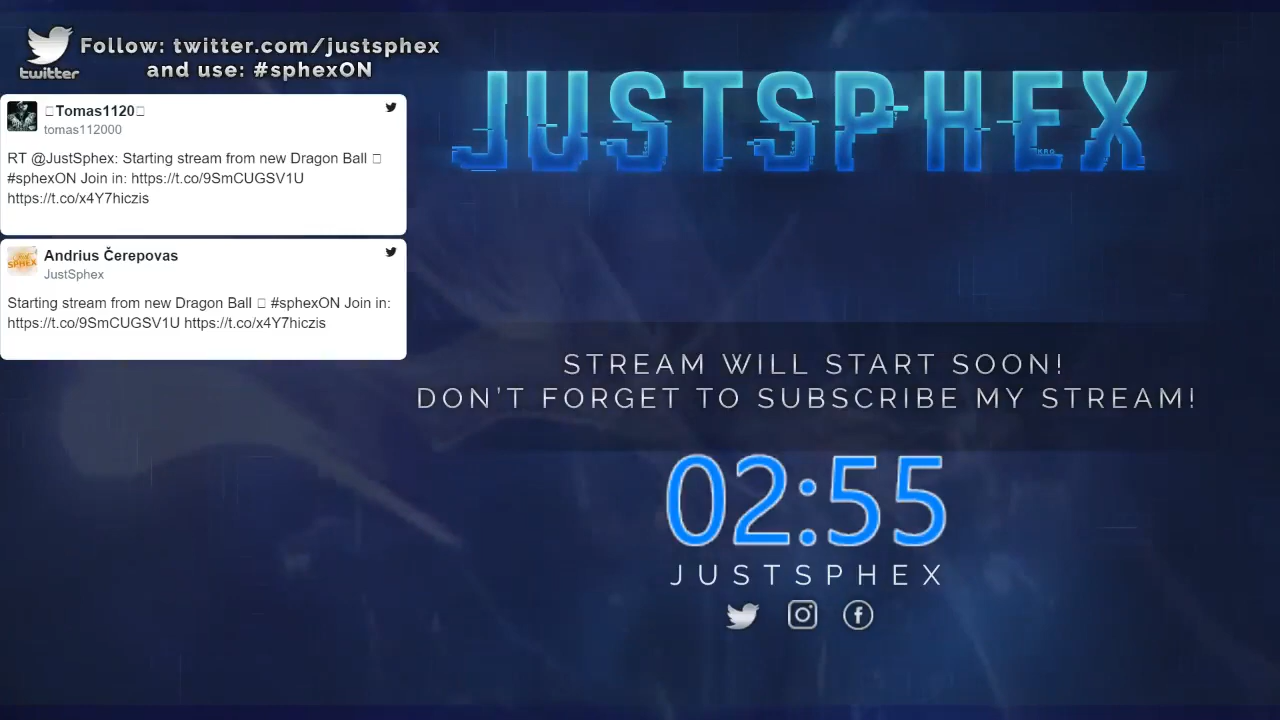 Follow: twitter.com/justsphex
and use: #sphexON
twitter
JUSTSPHEX
□Tomas1120□
tomas112000
RT @JustSphex: Starting stream from new Dragon Ball □
#sphexON Join in: https://t.co/9SmCUGSV1U
https://t.co/x4Y7hiczis
Andrius Čerepovas
JustSphex
Starting stream from new Dragon Ball □ #sphexON Join in:
https://t.co/9SmCUGSV1U https://t.co/x4Y7hiczis
STREAM WILL START SOON!
DON'T FORGET TO SUBSCRIBE MY STREAM!
02:55
JUSTSPHEX